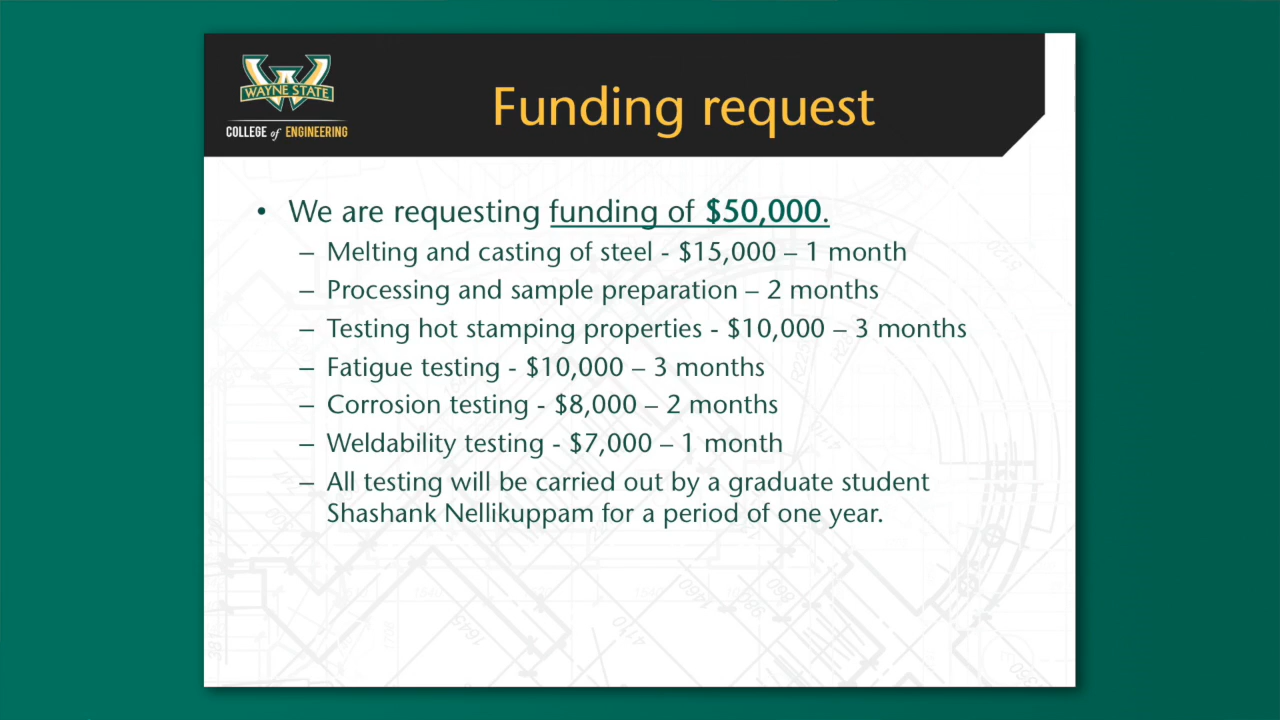 WAYNE STATE
COLLEGE of ENGINEERING
Funding request
• We are requesting funding of $50,000.
– Melting and casting of steel - $15,000 – 1 month
– Processing and sample preparation – 2 months
– Testing hot stamping properties - $10,000 – 3 months
– Fatigue testing - $10,000 – 3 months
– Corrosion testing - $8,000 – 2 months
– Weldability testing - $7,000 – 1 month
– All testing will be carried out by a graduate student
Shashank Nellikuppam for a period of one year.